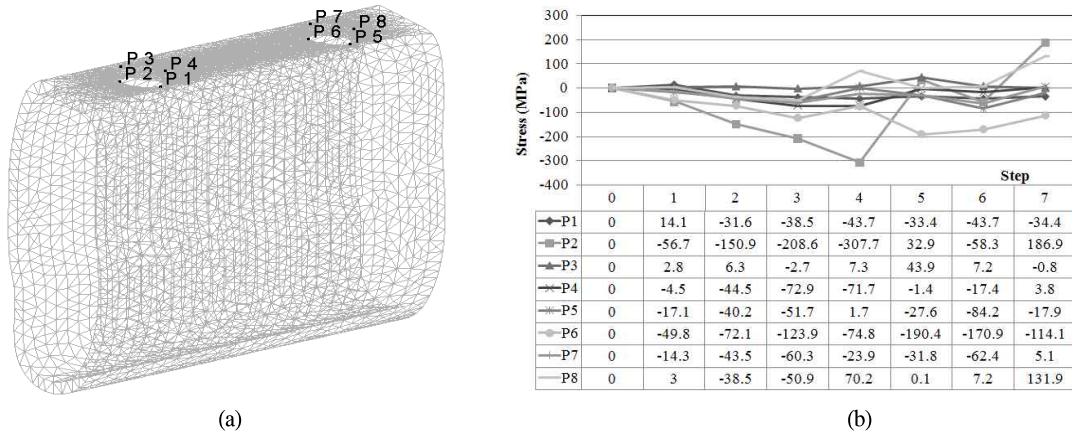 P 7
P 8
P 6
P 5
P 3
P 4
P 2
P 1
(a)
Stress (MPa)
300
200
100
0
-100
-200
-300
-400
Step
0 1 2 3 4 5 6 7
P1 0 14.1 -31.6 -38.5 -43.7 -33.4 -43.7 -34.4
P2 0 -56.7 -150.9 -208.6 -307.7 32.9 -58.3 186.9
P3 0 2.8 6.3 -2.7 7.3 43.9 7.2 -0.8
P4 0 -4.5 -44.5 -72.9 -71.7 -1.4 -17.4 3.8
P5 0 -17.1 -40.2 -51.7 1.7 -27.6 -84.2 -17.9
P6 0 -49.8 -72.1 -123.9 -74.8 -190.4 -170.9 -114.1
P7 0 -14.3 -43.5 -60.3 -23.9 -31.8 -62.4 5.1
P8 0 3 -38.5 -50.9 70.2 0.1 7.2 131.9
(b)